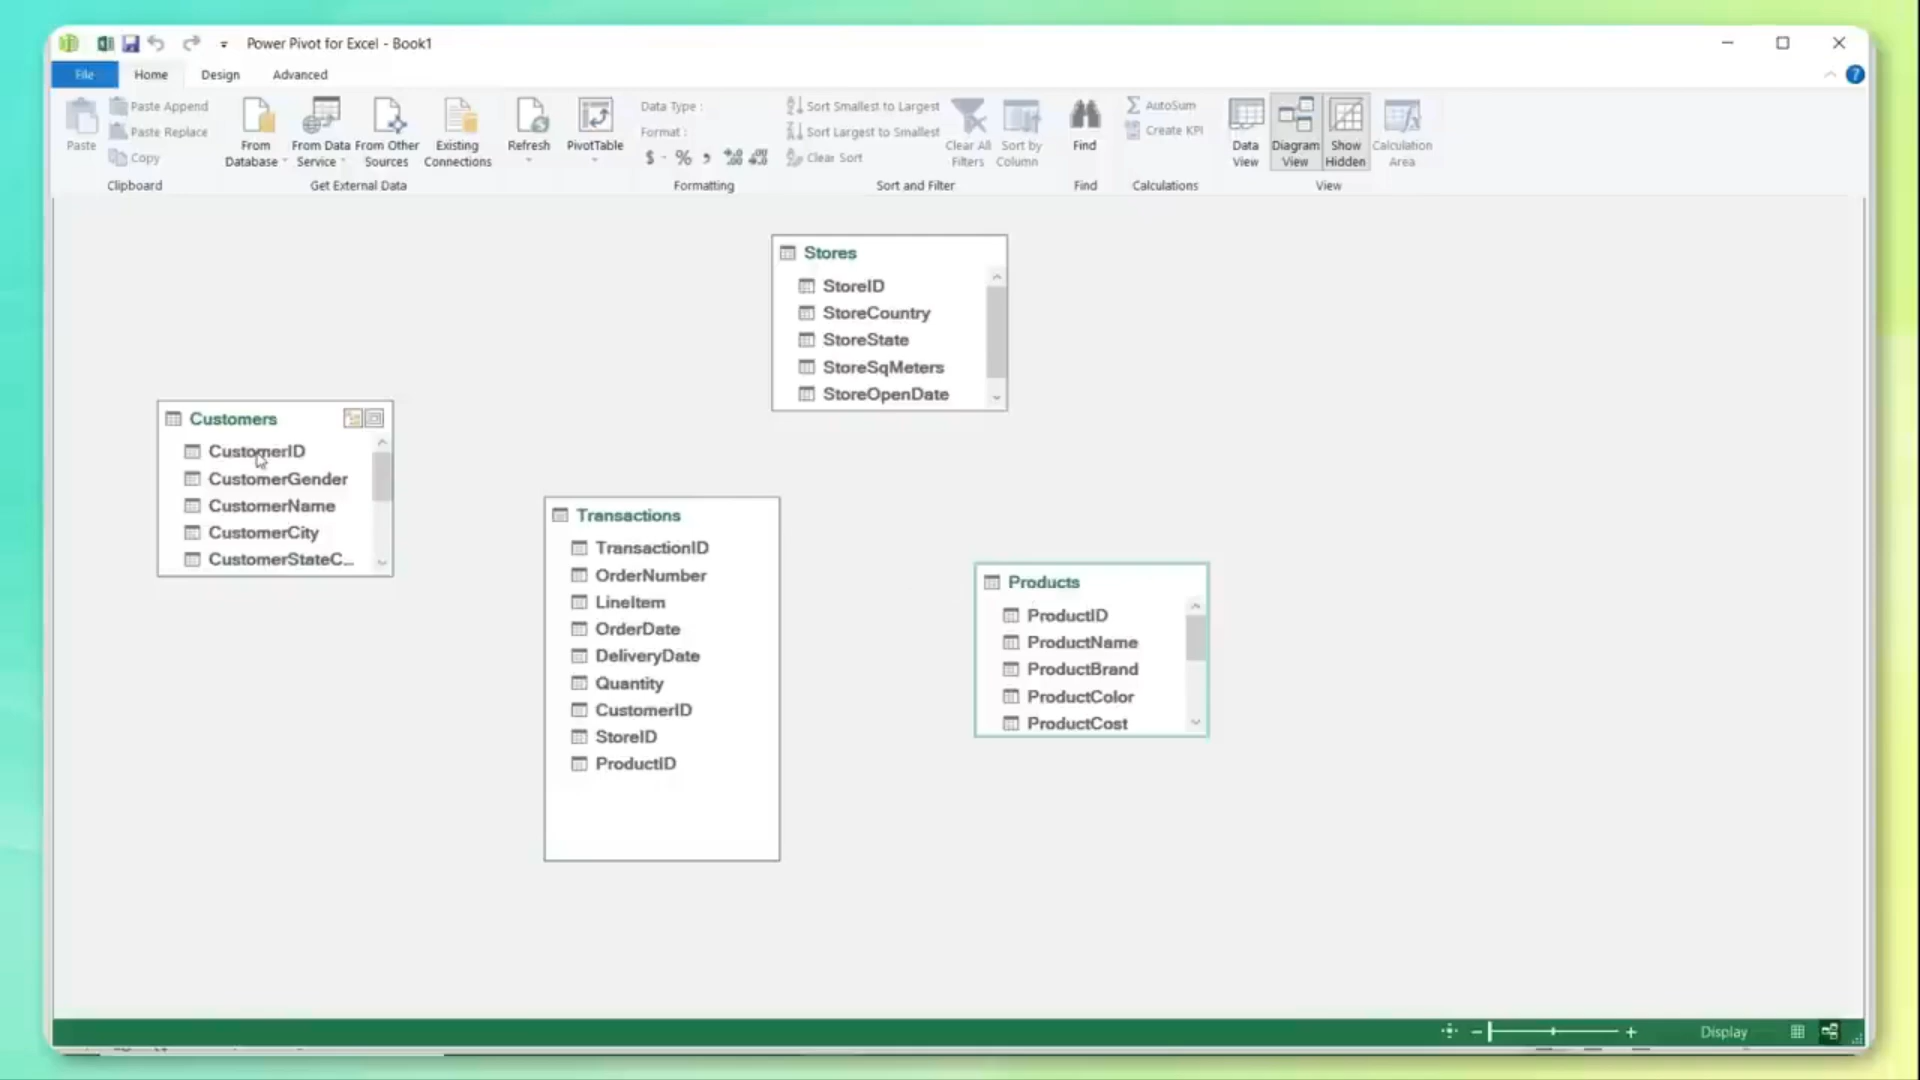 Power Pivot for Excel - Book1
File Home Design Advanced
Paste
Paste Append
Paste Replace
Copy
Clipboard
From Database
From Data Service
From Other Sources
Existing Connections
Get External Data
Refresh
PivotTable
Data Type :
Format :
$ % ,
Formatting
Sort Smallest to Largest
Sort Largest to Smallest
Clear Sort
Clear All Filters
Sort by Column
Sort and Filter
Find
Find
AutoSum
Create KPI
Calculations
Data View
Diagram View
Show Hidden
Calculation Area
View
Stores
StoreID
StoreCountry
StoreState
StoreSqMeters
StoreOpenDate
Customers
CustomerID
CustomerGender
CustomerName
CustomerCity
CustomerStateC...
Transactions
TransactionID
OrderNumber
LineItem
OrderDate
DeliveryDate
Quantity
CustomerID
StoreID
ProductID
Products
ProductID
ProductName
ProductBrand
ProductColor
ProductCost
Display